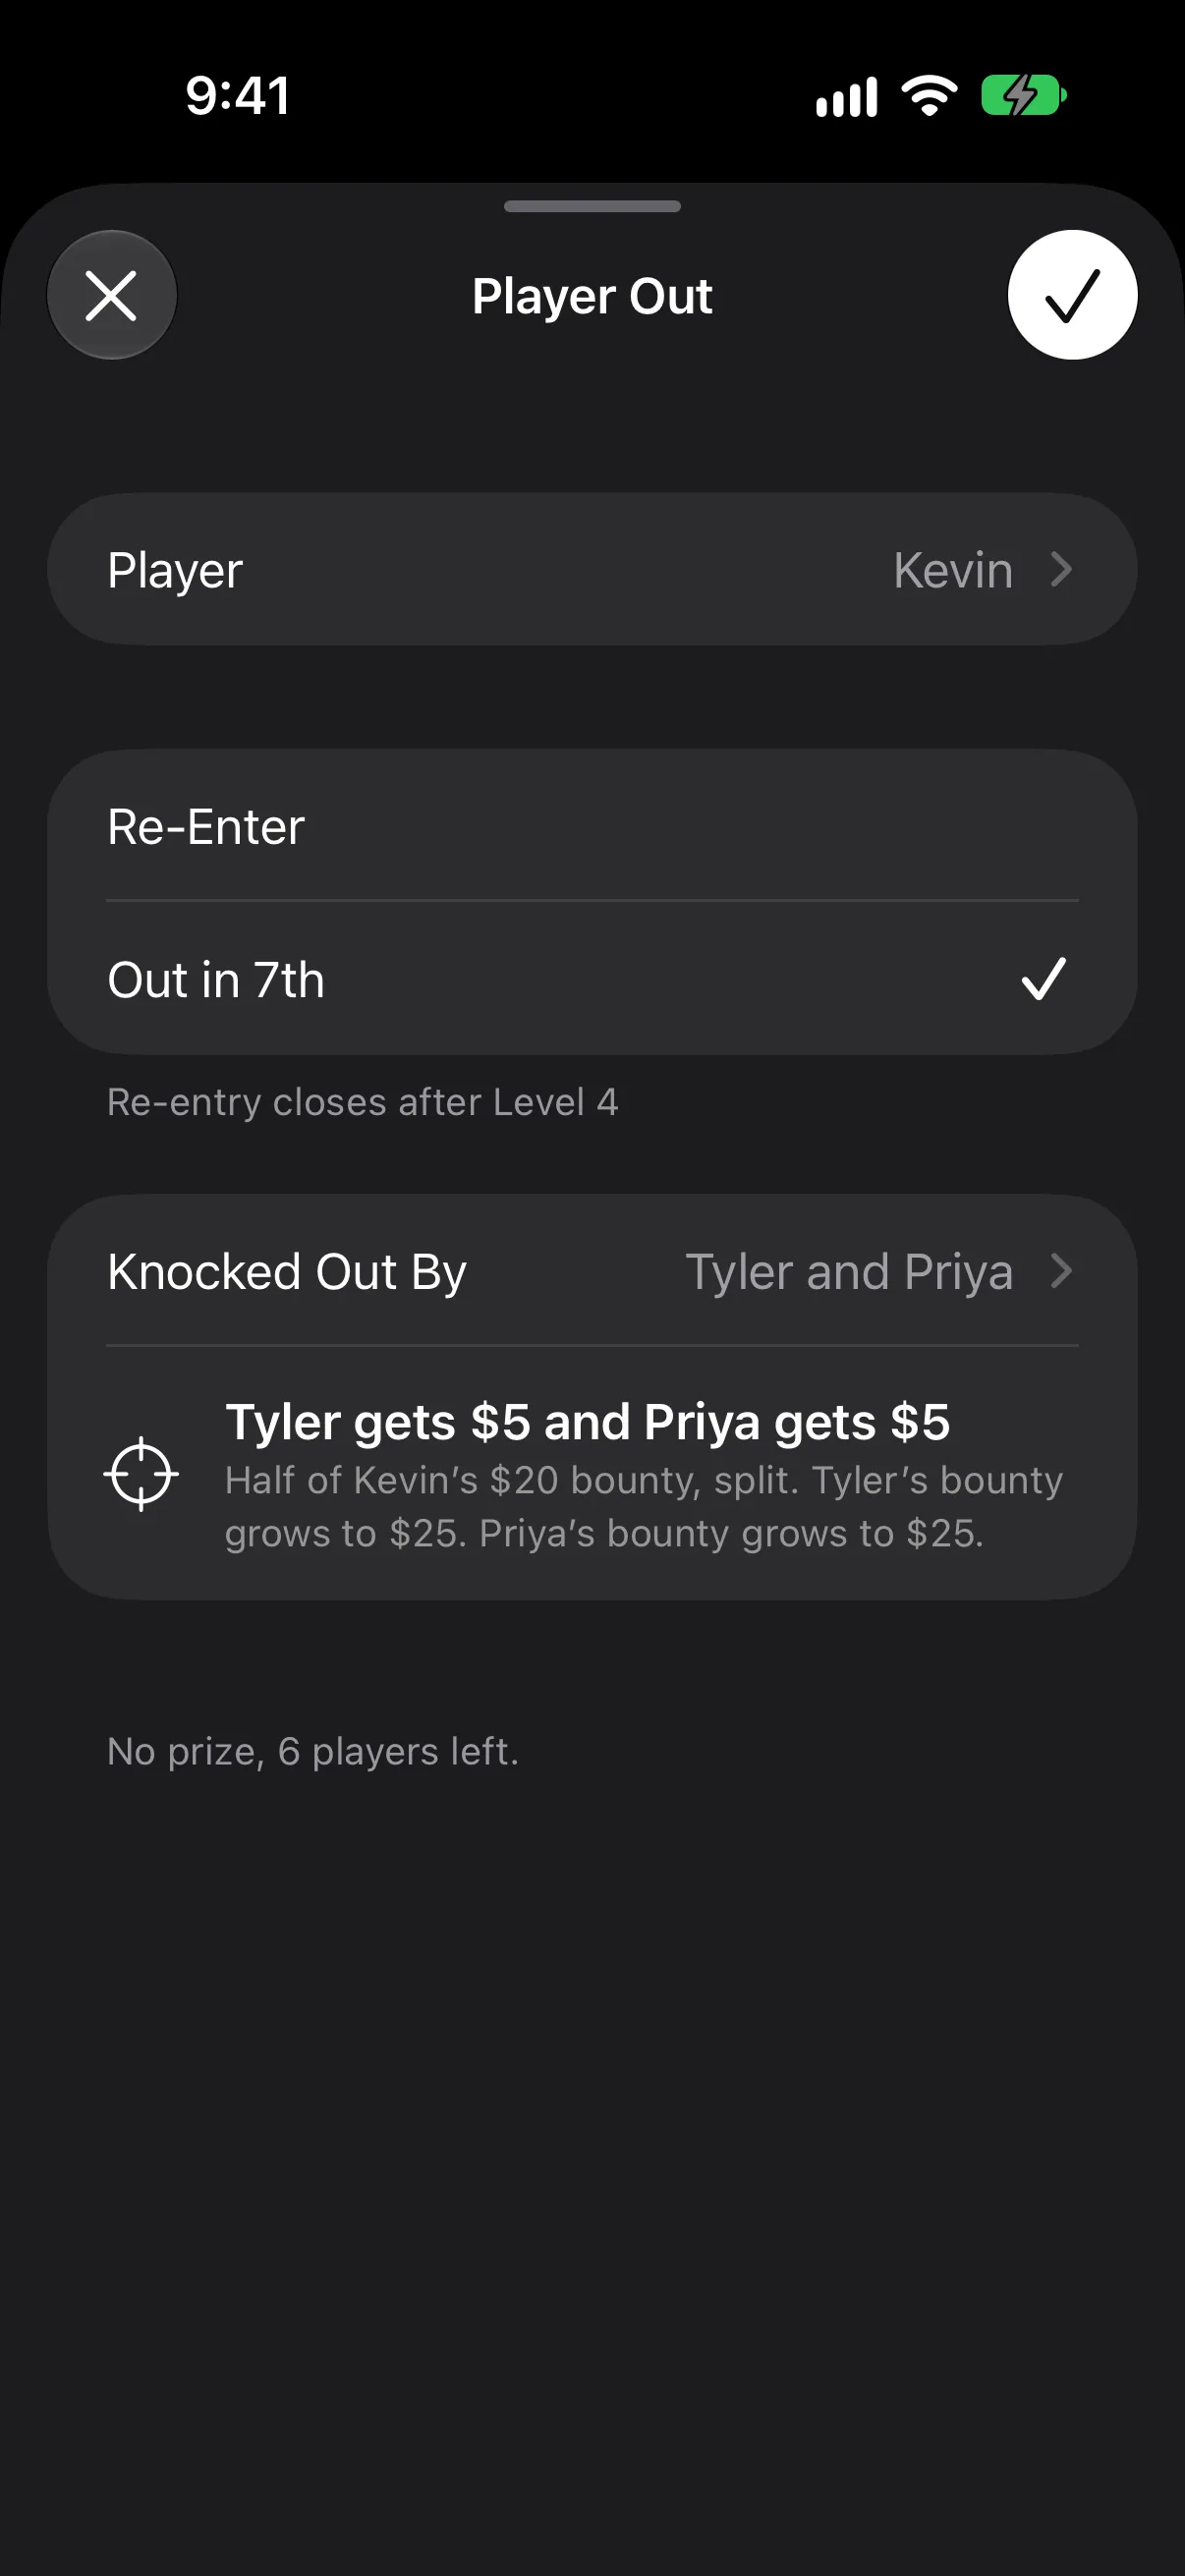 9:41
Player Out
Player Kevin
Re-Enter
Out in 7th
Re-entry closes after Level 4
Knocked Out By Tyler and Priya
Tyler gets $5 and Priya gets $5
Half of Kevin’s $20 bounty, split. Tyler’s bounty
grows to $25. Priya’s bounty grows to $25.
No prize, 6 players left.